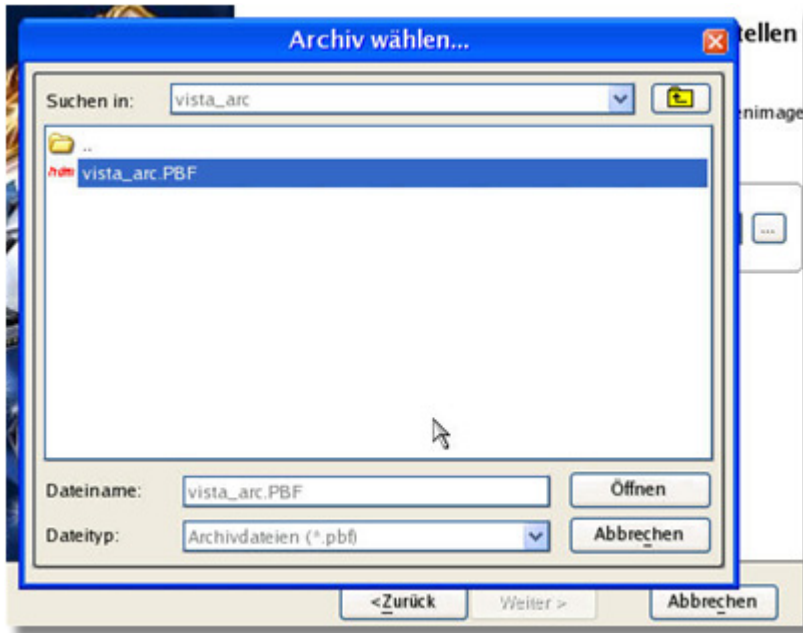 Archiv wählen...
tellen
Suchen in: vista_arc
nimage
..
vista_arc.PBF
...
Dateiname: vista_arc.PBF Öffnen
Dateityp: Archivdateien (*.pbf) Abbrechen
<Zurück Weiter > Abbrechen